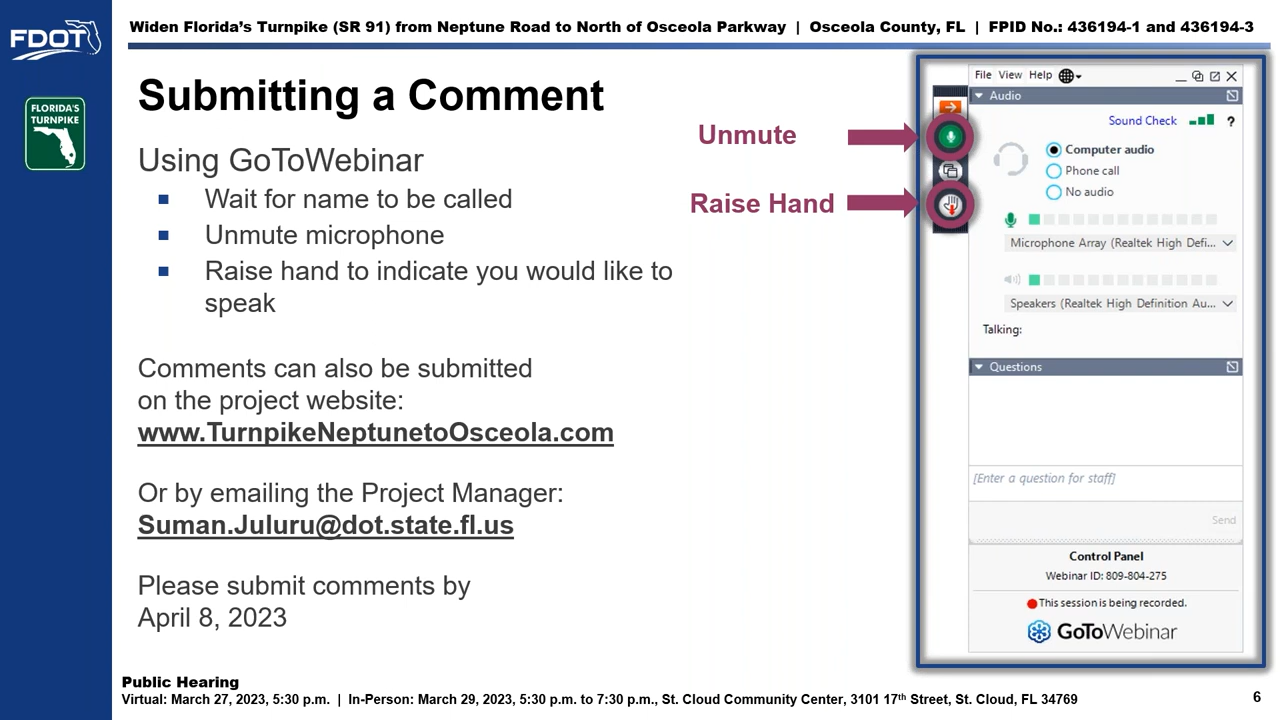 FDOT
Widen Florida's Turnpike (SR 91) from Neptune Road to North of Osceola Parkway | Osceola County, FL | FPID No.: 436194-1 and 436194-3
FLORIDA'S
TURNPIKE
Submitting a Comment
Using GoToWebinar
▪ Wait for name to be called
▪ Unmute microphone
▪ Raise hand to indicate you would like to
speak
Comments can also be submitted
on the project website:
www.TurnpikeNeptunetoOsceola.com
Or by emailing the Project Manager:
Suman.Juluru@dot.state.fl.us
Please submit comments by
April 8, 2023
Unmute
Raise Hand
File View Help
Audio
Sound Check ?
Computer audio
Phone call
No audio
Microphone Array (Realtek High Defi...
Speakers (Realtek High Definition Au...
Talking:
Questions
[Enter a question for staff]
Send
Control Panel
Webinar ID: 809-804-275
This session is being recorded.
GoToWebinar
Public Hearing
Virtual: March 27, 2023, 5:30 p.m. | In-Person: March 29, 2023, 5:30 p.m. to 7:30 p.m., St. Cloud Community Center, 3101 17th Street, St. Cloud, FL 34769
6